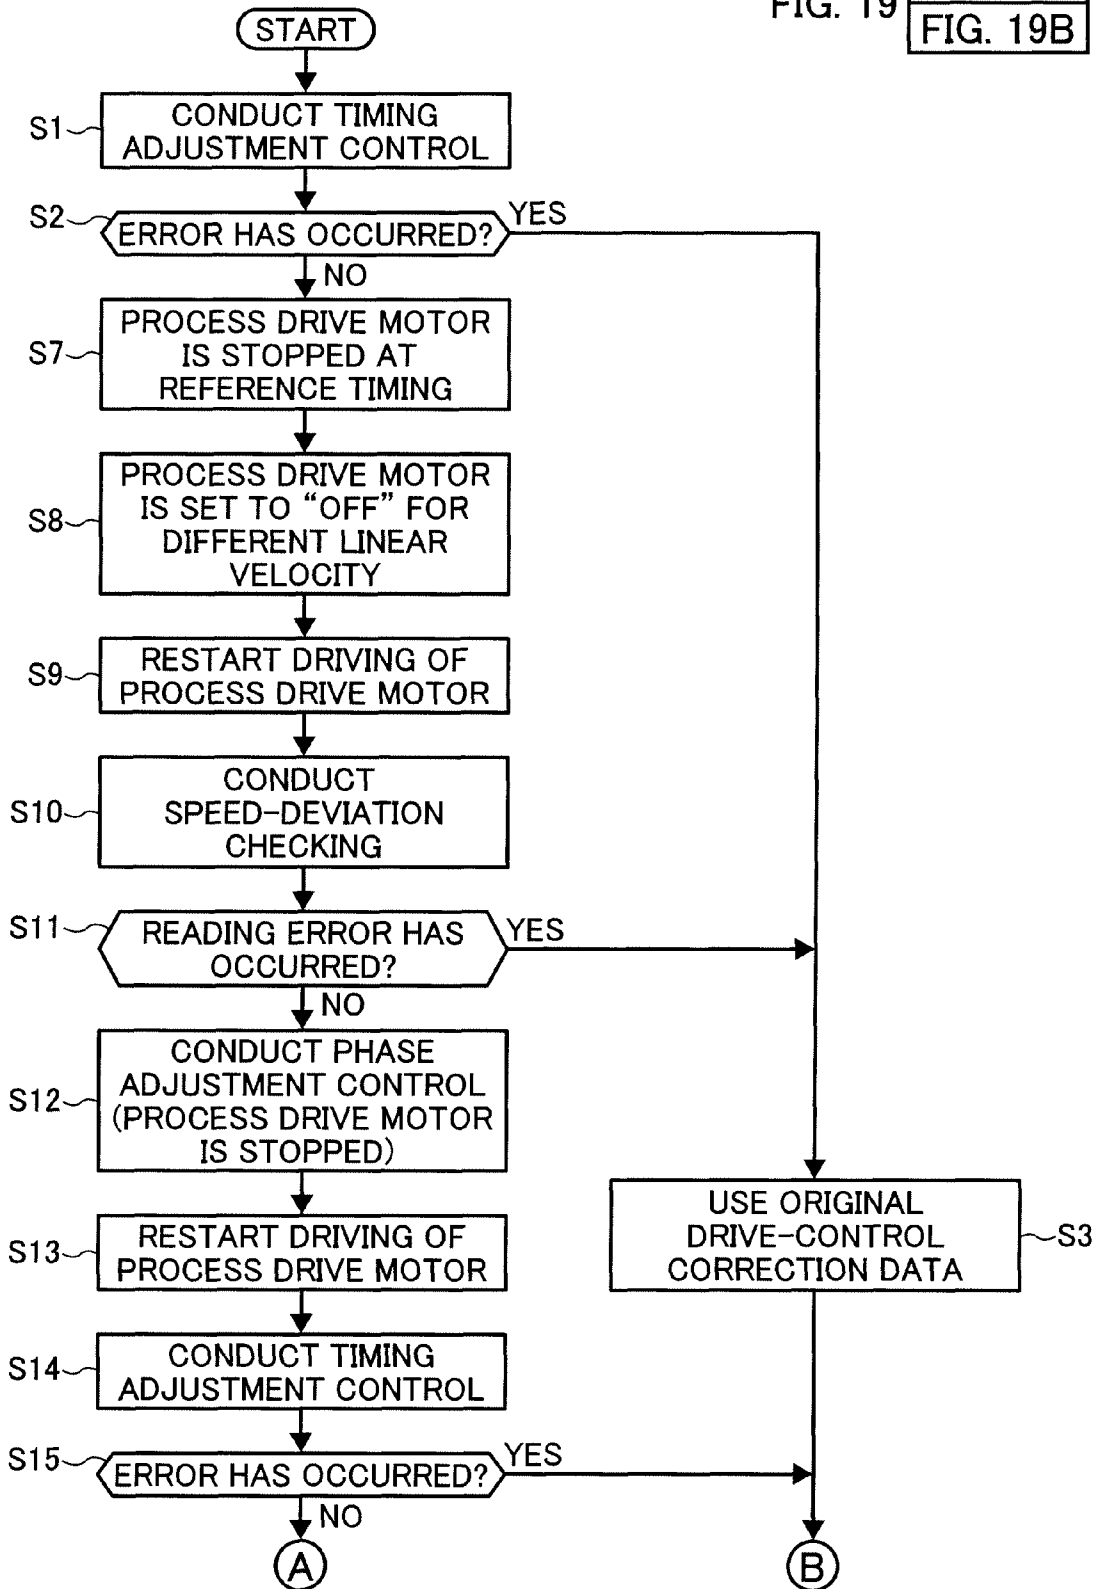 FIG. 19
FIG. 19B
START
S1
CONDUCT TIMING
ADJUSTMENT CONTROL
S2
ERROR HAS OCCURRED?
YES
NO
S7
PROCESS DRIVE MOTOR
IS STOPPED AT
REFERENCE TIMING
S8
PROCESS DRIVE MOTOR
IS SET TO “OFF” FOR
DIFFERENT LINEAR
VELOCITY
S9
RESTART DRIVING OF
PROCESS DRIVE MOTOR
S10
CONDUCT
SPEED-DEVIATION
CHECKING
S11
READING ERROR HAS
OCCURRED?
YES
NO
S12
CONDUCT PHASE
ADJUSTMENT CONTROL
(PROCESS DRIVE MOTOR
IS STOPPED)
USE ORIGINAL
DRIVE-CONTROL
CORRECTION DATA
S3
S13
RESTART DRIVING OF
PROCESS DRIVE MOTOR
S14
CONDUCT TIMING
ADJUSTMENT CONTROL
S15
ERROR HAS OCCURRED?
YES
NO
A
B